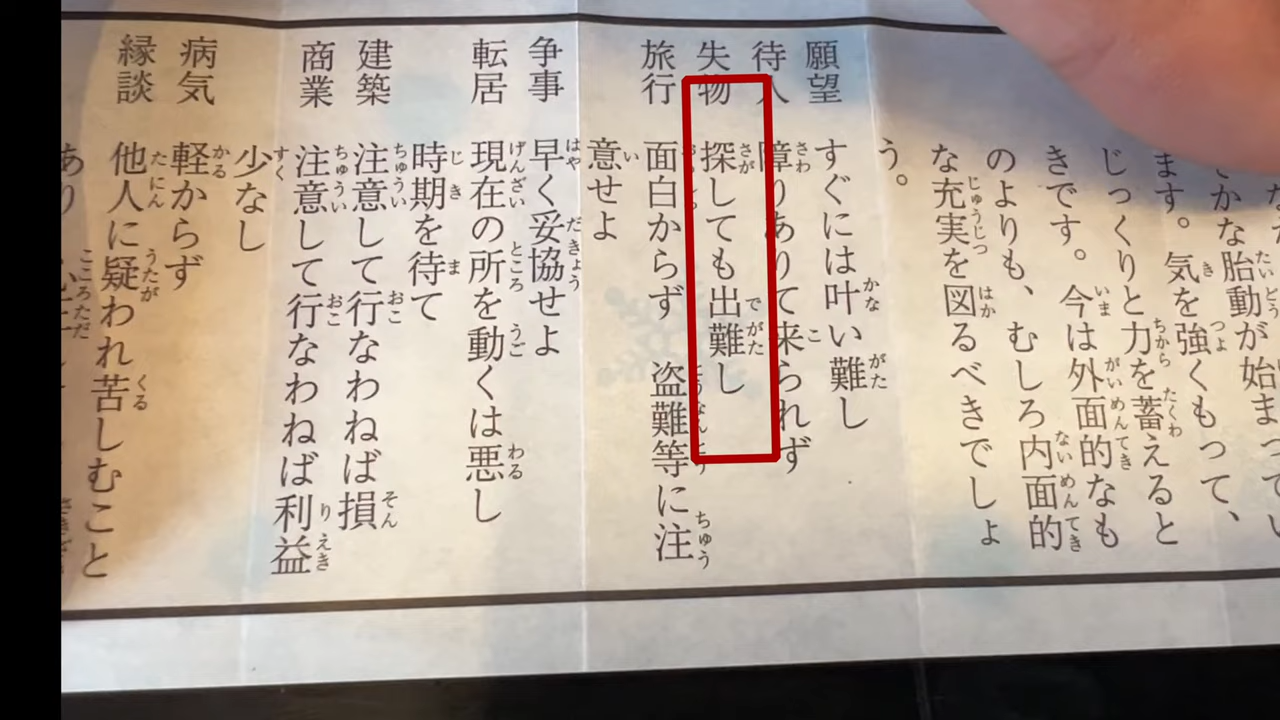 かな胎動が始まってい
ます。気を強くもって、
じっくりと力を蓄えると
きです。今は外面的なも
のよりも、むしろ内面的
な充実を図るべきでしょ
う。
願望 すぐには叶い難し
待人 障りありて来られず
失物 探しても出難し
旅行 面白からず 盗難等に注
意せよ
争事 早く妥協せよ
転居 現在の所を動くは悪し
時期を待て
建築 注意して行なわねば損
商業 注意して行なわねば利益
少なし
病気 軽からず
縁談 他人に疑われ苦しむこと
あり